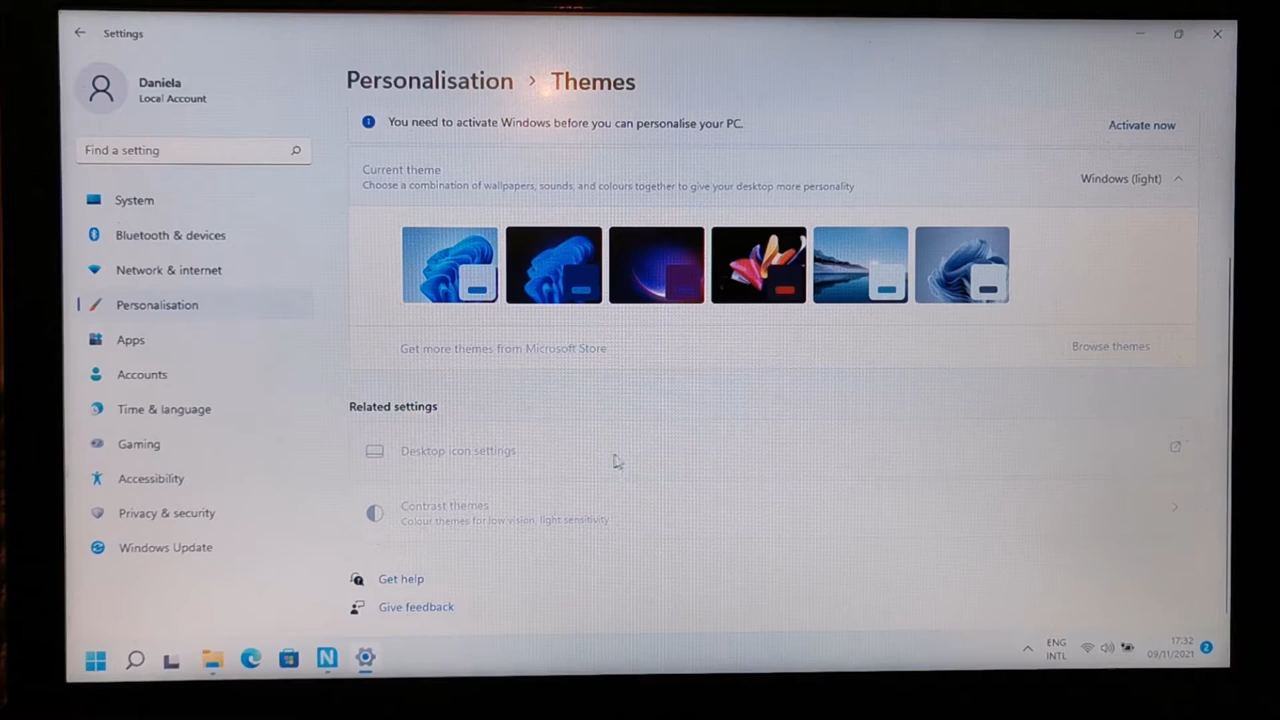 Settings
Daniela
Local Account
Find a setting
System
Bluetooth & devices
Network & internet
Personalisation
Apps
Accounts
Time & language
Gaming
Accessibility
Privacy & security
Windows Update
Personalisation > Themes
You need to activate Windows before you can personalise your PC.
Activate now
Current theme
Choose a combination of wallpapers, sounds, and colours together to give your desktop more personality
Windows (light)
Get more themes from Microsoft Store
Browse themes
Related settings
Desktop icon settings
Contrast themes
Colour themes for low vision, light sensitivity
Get help
Give feedback
N
ENG
INTL
17:32
09/11/2021
2